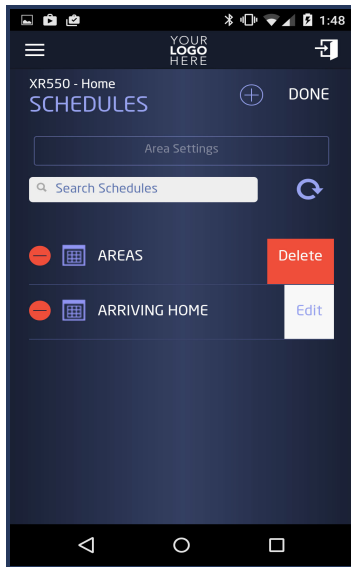 1:48
YOUR
LOGO
HERE
XR550 - Home
SCHEDULES
DONE
Area Settings
Search Schedules
AREAS
Delete
ARRIVING HOME
Edit